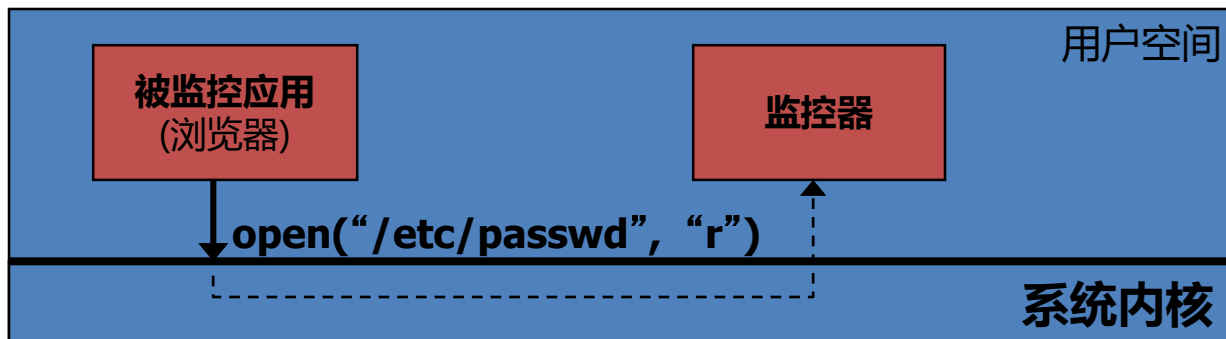 用户空间
被监控应用
(浏览器)
监控器
open(“/etc/passwd”, “r”)
系统内核